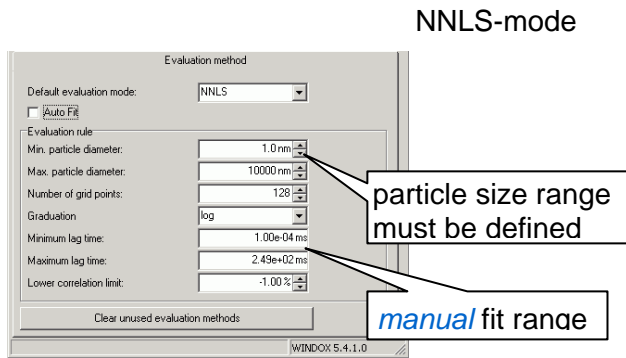 NNLS-mode
Evaluation method
Default evaluation mode:
NNLS
Auto Fit
Evaluation rule
Min. particle diameter:
1.0 nm
Max. particle diameter:
10000 nm
Number of grid points:
128
Graduation
log
Minimum lag time:
1.00e-04 ms
Maximum lag time:
2.49e+02 ms
Lower correlation limit:
-1.00 %
Clear unused evaluation methods
WINDOX 5.4.1.0
particle size range
must be defined
manual fit range